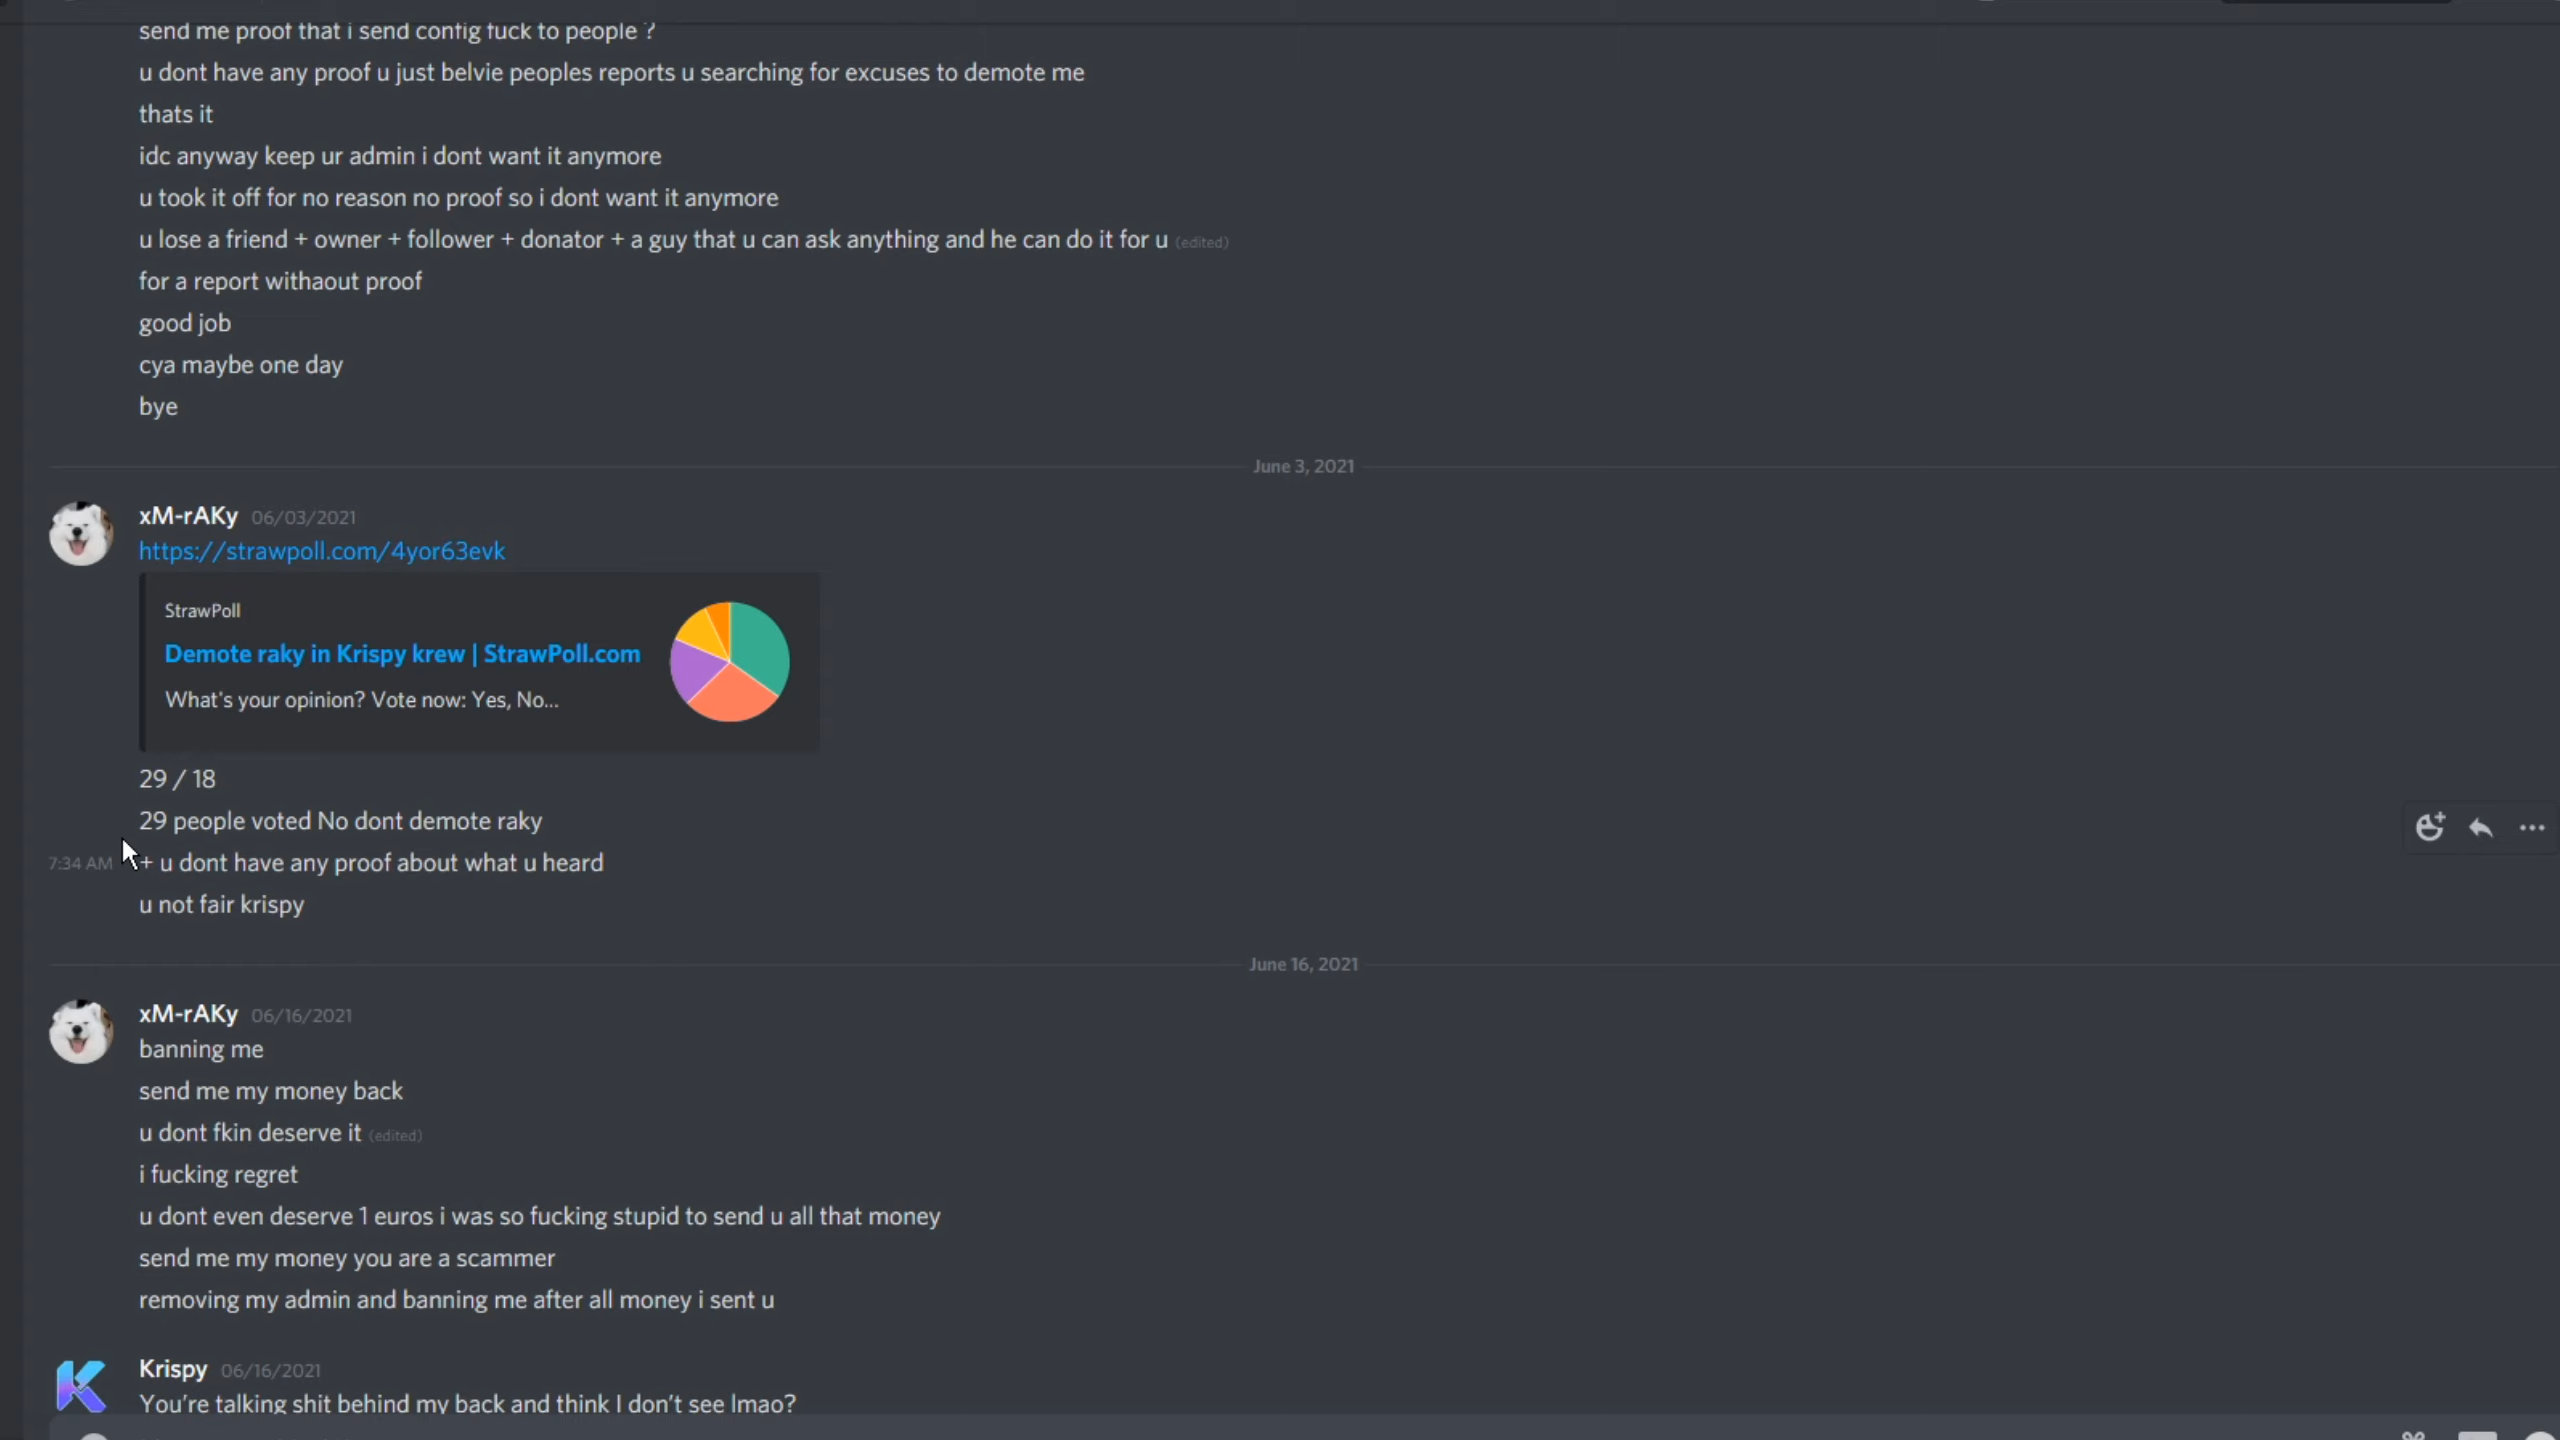 send me proof that i send config fuck to people ?
u dont have any proof u just belvie peoples reports u searching for excuses to demote me
thats it
idc anyway keep ur admin i dont want it anymore
u took it off for no reason no proof so i dont want it anymore
u lose a friend + owner + follower + donator + a guy that u can ask anything and he can do it for u (edited)
for a report withaout proof
good job
cya maybe one day
bye
June 3, 2021
xM-rAKy 06/03/2021
https://strawpoll.com/4yor63evk
StrawPoll
Demote raky in Krispy krew | StrawPoll.com
What's your opinion? Vote now: Yes, No...
29 / 18
29 people voted No dont demote raky
7:34 AM + u dont have any proof about what u heard
u not fair krispy
June 16, 2021
xM-rAKy 06/16/2021
banning me
send me my money back
u dont fkin deserve it (edited)
i fucking regret
u dont even deserve 1 euros i was so fucking stupid to send u all that money
send me my money you are a scammer
removing my admin and banning me after all money i sent u
Krispy 06/16/2021
You're talking shit behind my back and think I don't see lmao?